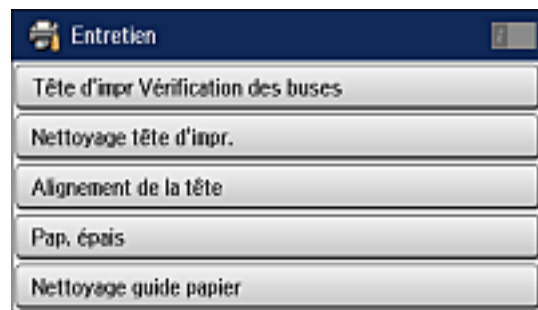 Entretien
Tête d'impr Vérification des buses
Nettoyage tête d'impr.
Alignement de la tête
Pap. épais
Nettoyage guide papier